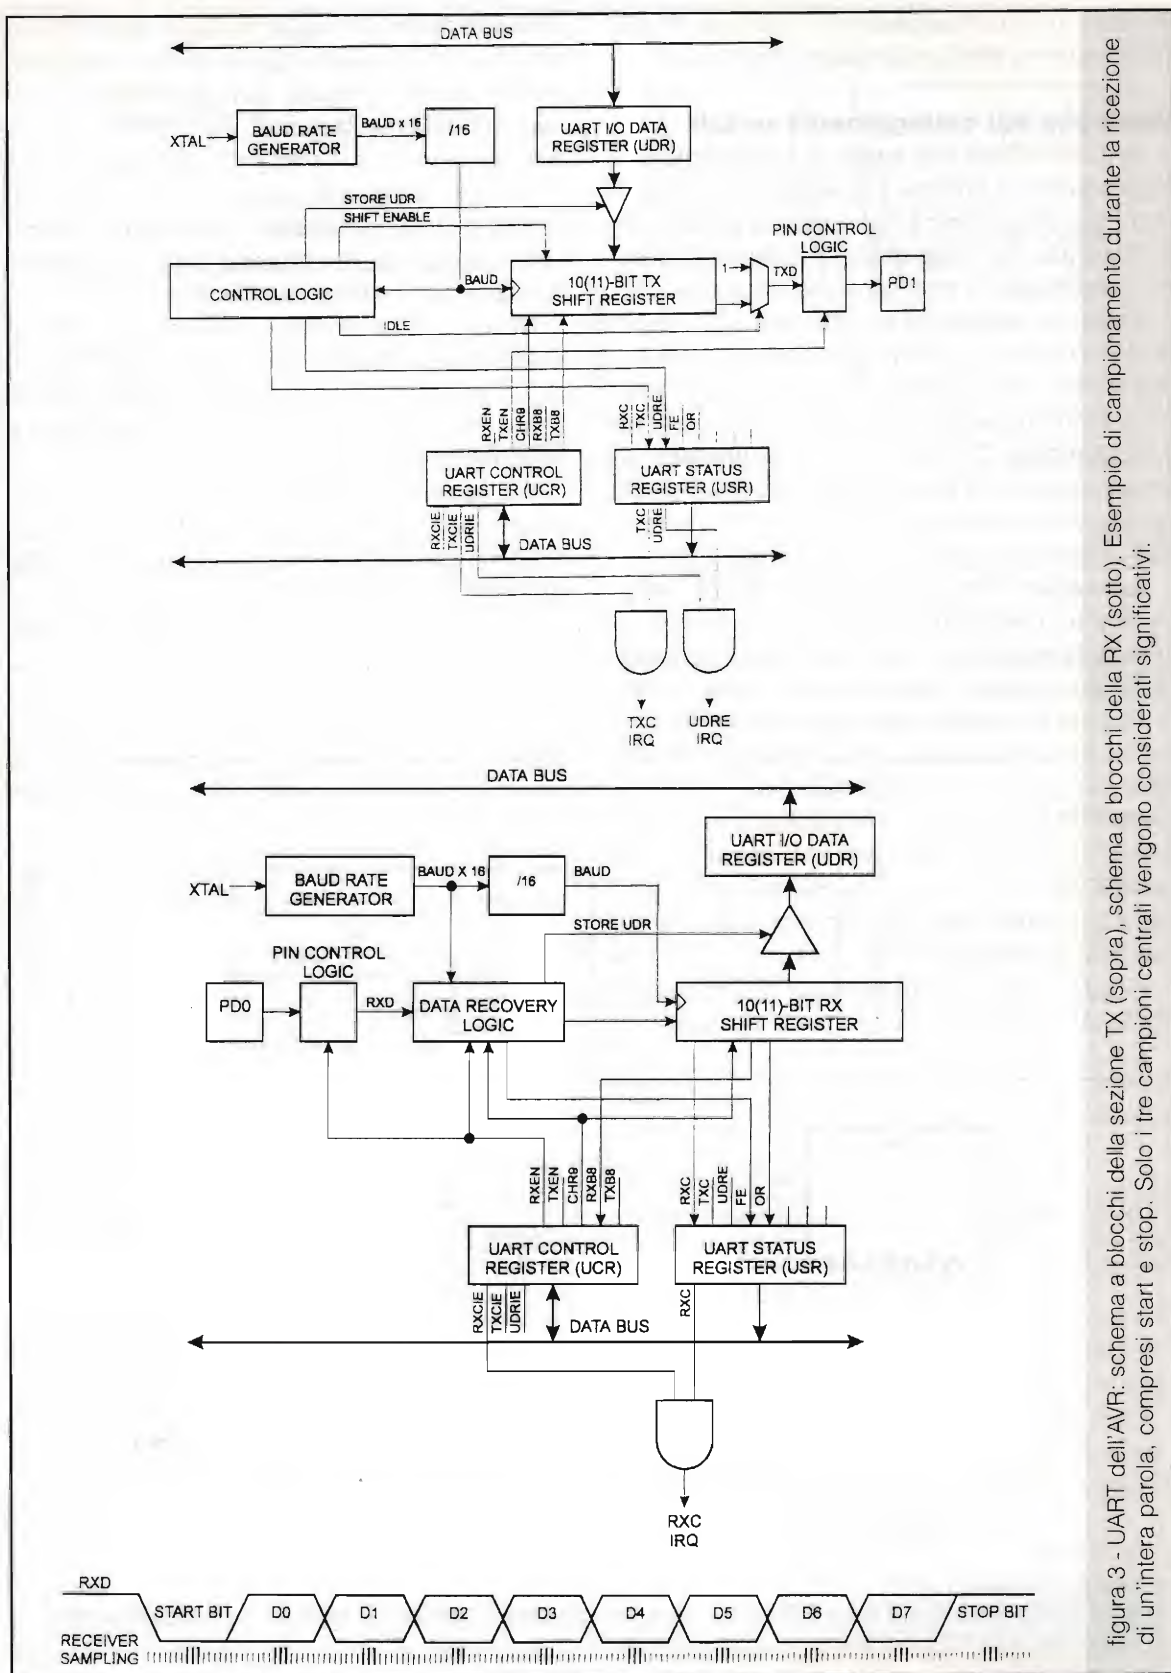 DATA BUS
XTAL
BAUD RATE
GENERATOR
BAUD x 16
/16
UART I/O DATA
REGISTER (UDR)
STORE UDR
SHIFT ENABLE
PIN CONTROL
LOGIC
CONTROL LOGIC
BAUD
10(11)-BIT TX
SHIFT REGISTER
1
TXD
PD1
IDLE
RXEN
TXEN
CHR9
RXB8
TXB8
RXC
TXC
UDRE
FE
OR
UART CONTROL
REGISTER (UCR)
UART STATUS
REGISTER (USR)
RXCIE
TXCIE
UDRIE
TXC
UDRE
DATA BUS
TXC
IRQ
UDRE
IRQ
DATA BUS
UART I/O DATA
REGISTER (UDR)
XTAL
BAUD RATE
GENERATOR
BAUD X 16
/16
BAUD
STORE UDR
PIN CONTROL
LOGIC
PD0
RXD
DATA RECOVERY
LOGIC
10(11)-BIT RX
SHIFT REGISTER
RXEN
TXEN
CHR9
RXB8
TXB8
RXC
TXC
UDRE
FE
OR
UART CONTROL
REGISTER (UCR)
UART STATUS
REGISTER (USR)
RXCIE
TXCIE
UDRIE
RXC
DATA BUS
RXC
IRQ
RXD
START BIT
D0
D1
D2
D3
D4
D5
D6
D7
STOP BIT
RECEIVER
SAMPLING
figura 3 - UART dell'AVR: schema a blocchi della sezione TX (sopra), schema a blocchi della RX (sotto). Esempio di campionamento durante la ricezione
di un'intera parola, compresi start e stop. Solo i tre campioni centrali vengono considerati significativi.